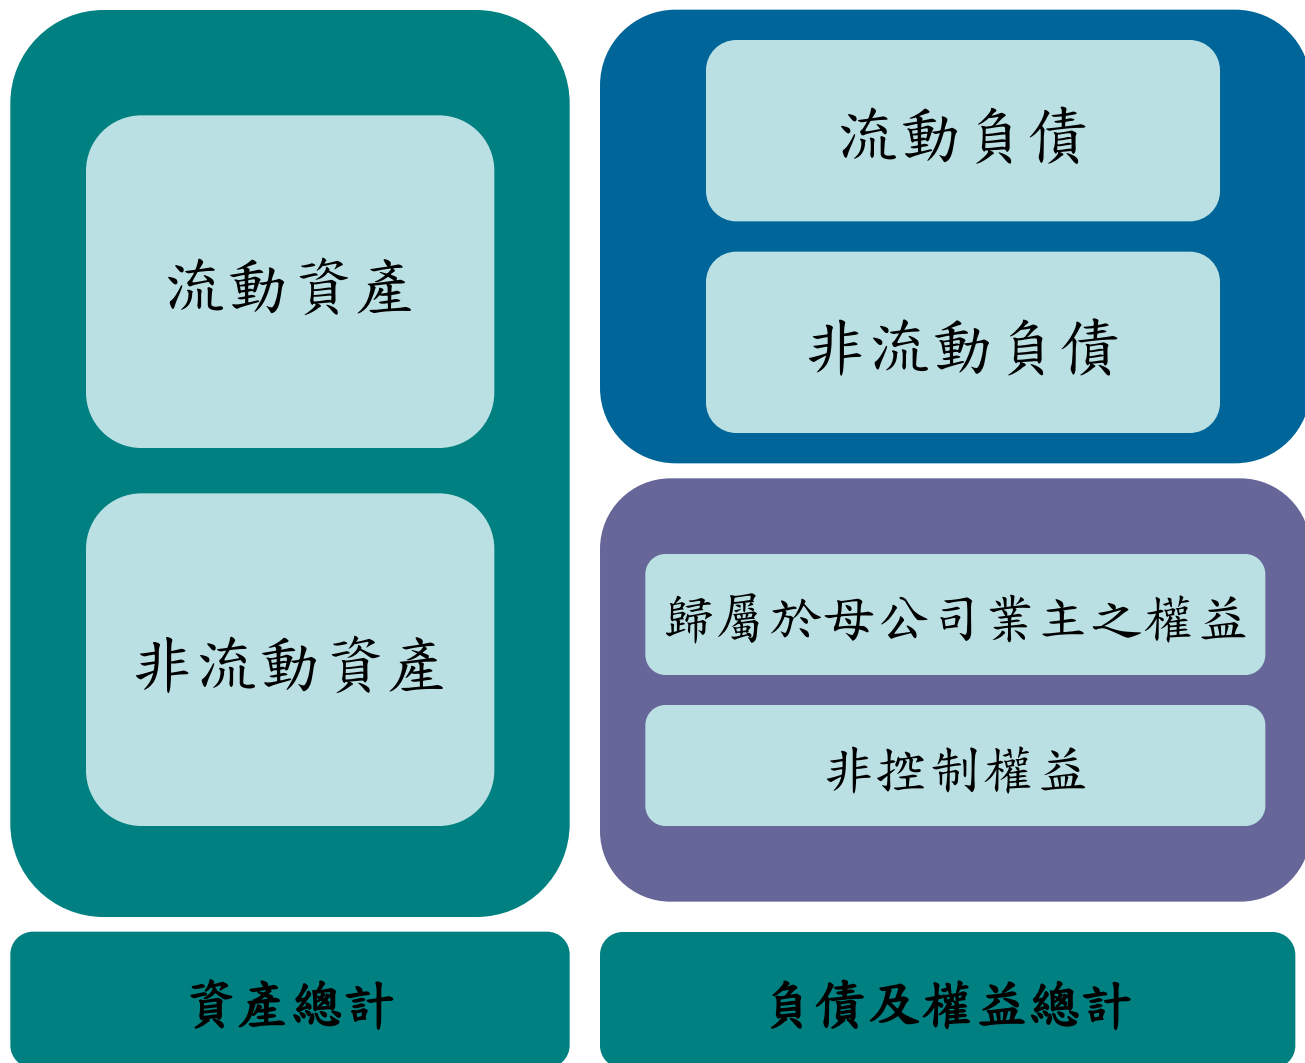 流動資產
非流動資產
資產總計
流動負債
非流動負債
歸屬於母公司業主之權益
非控制權益
負債及權益總計